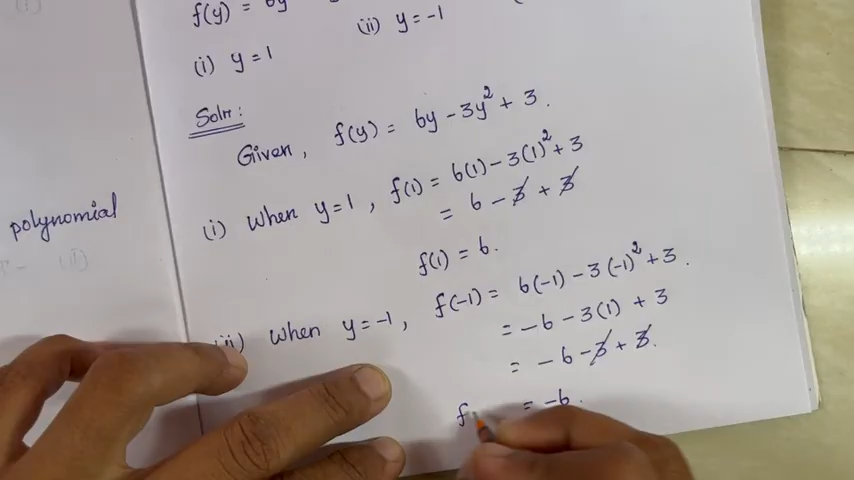 f(y) = 6y
(i) y = 1
(ii) y = -1
Soln:
Given, f(y) = 6y - 3y² + 3.
(i) When y=1, f(1) = 6(1) - 3(1)² + 3
= 6 - 3 + 3
f(1) = 6.
(ii) When y=-1, f(-1) = 6(-1) - 3(-1)² + 3.
= -6 - 3(1) + 3
= -6 - 3 + 3.
f = -6.
polynomial